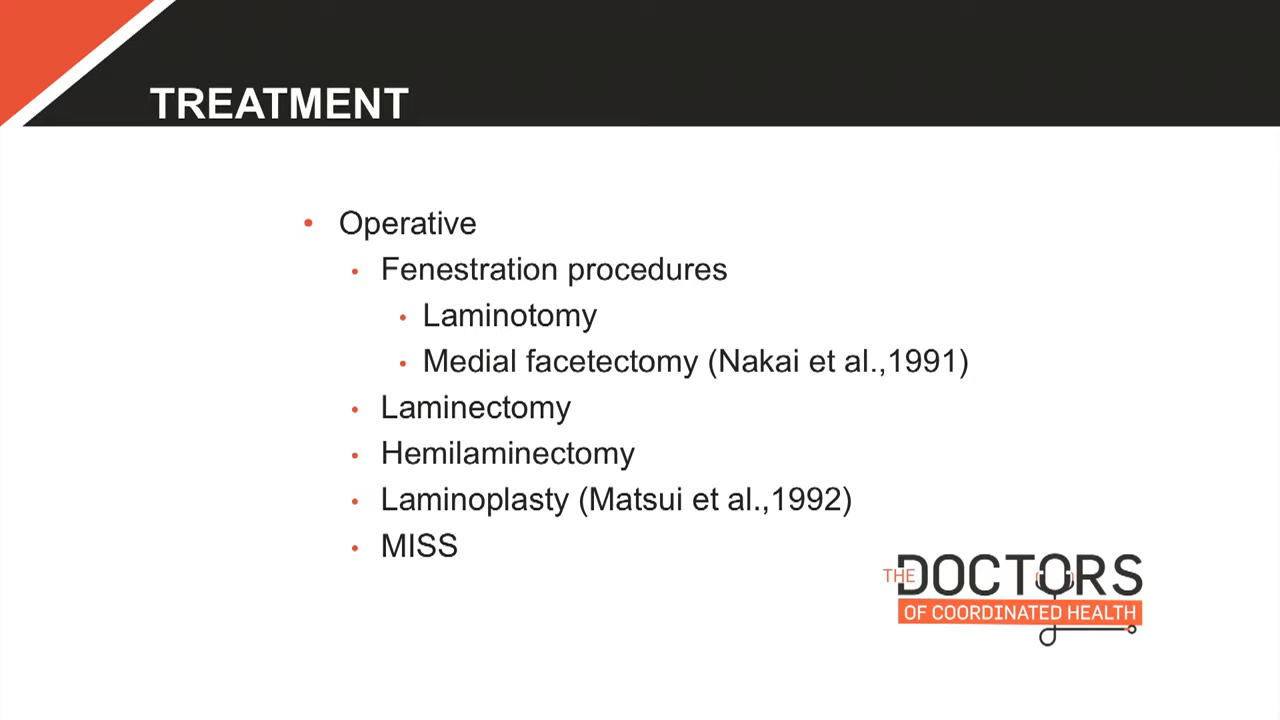 TREATMENT
• Operative
• Fenestration procedures
• Laminotomy
• Medial facetectomy (Nakai et al.,1991)
• Laminectomy
• Hemilaminectomy
• Laminoplasty (Matsui et al.,1992)
• MISS
THE DOCTORS
OF COORDINATED HEALTH